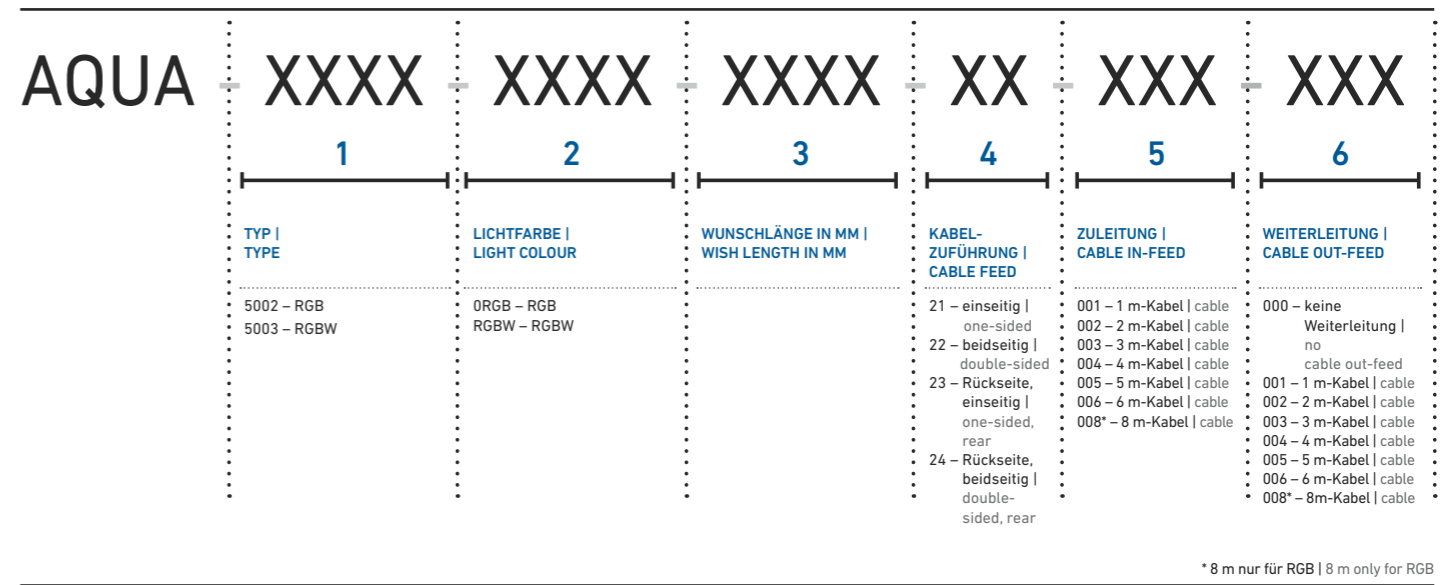 AQUA - XXXX - XXXX - XXXX - XX - XXX - XXX
1 2 3 4 5 6
TYP |
TYPE
LICHTFARBE |
LIGHT COLOUR
WUNSCHLÄNGE IN MM |
WISH LENGTH IN MM
KABEL-
ZUFÜHRUNG |
CABLE FEED
ZULEITUNG |
CABLE IN-FEED
WEITERLEITUNG |
CABLE OUT-FEED
5002 – RGB
5003 – RGBW
0RGB – RGB
RGBW – RGBW
21 – einseitig |
one-sided
22 – beidseitig |
double-sided
23 – Rückseite,
einseitig |
one-sided,
rear
24 – Rückseite,
beidseitig |
double-
sided, rear
001 – 1 m-Kabel | cable
002 – 2 m-Kabel | cable
003 – 3 m-Kabel | cable
004 – 4 m-Kabel | cable
005 – 5 m-Kabel | cable
006 – 6 m-Kabel | cable
008* – 8 m-Kabel | cable
000 – keine
Weiterleitung |
no
cable out-feed
001 – 1 m-Kabel | cable
002 – 2 m-Kabel | cable
003 – 3 m-Kabel | cable
004 – 4 m-Kabel | cable
005 – 5 m-Kabel | cable
006 – 6 m-Kabel | cable
008* – 8m-Kabel | cable
* 8 m nur für RGB | 8 m only for RGB